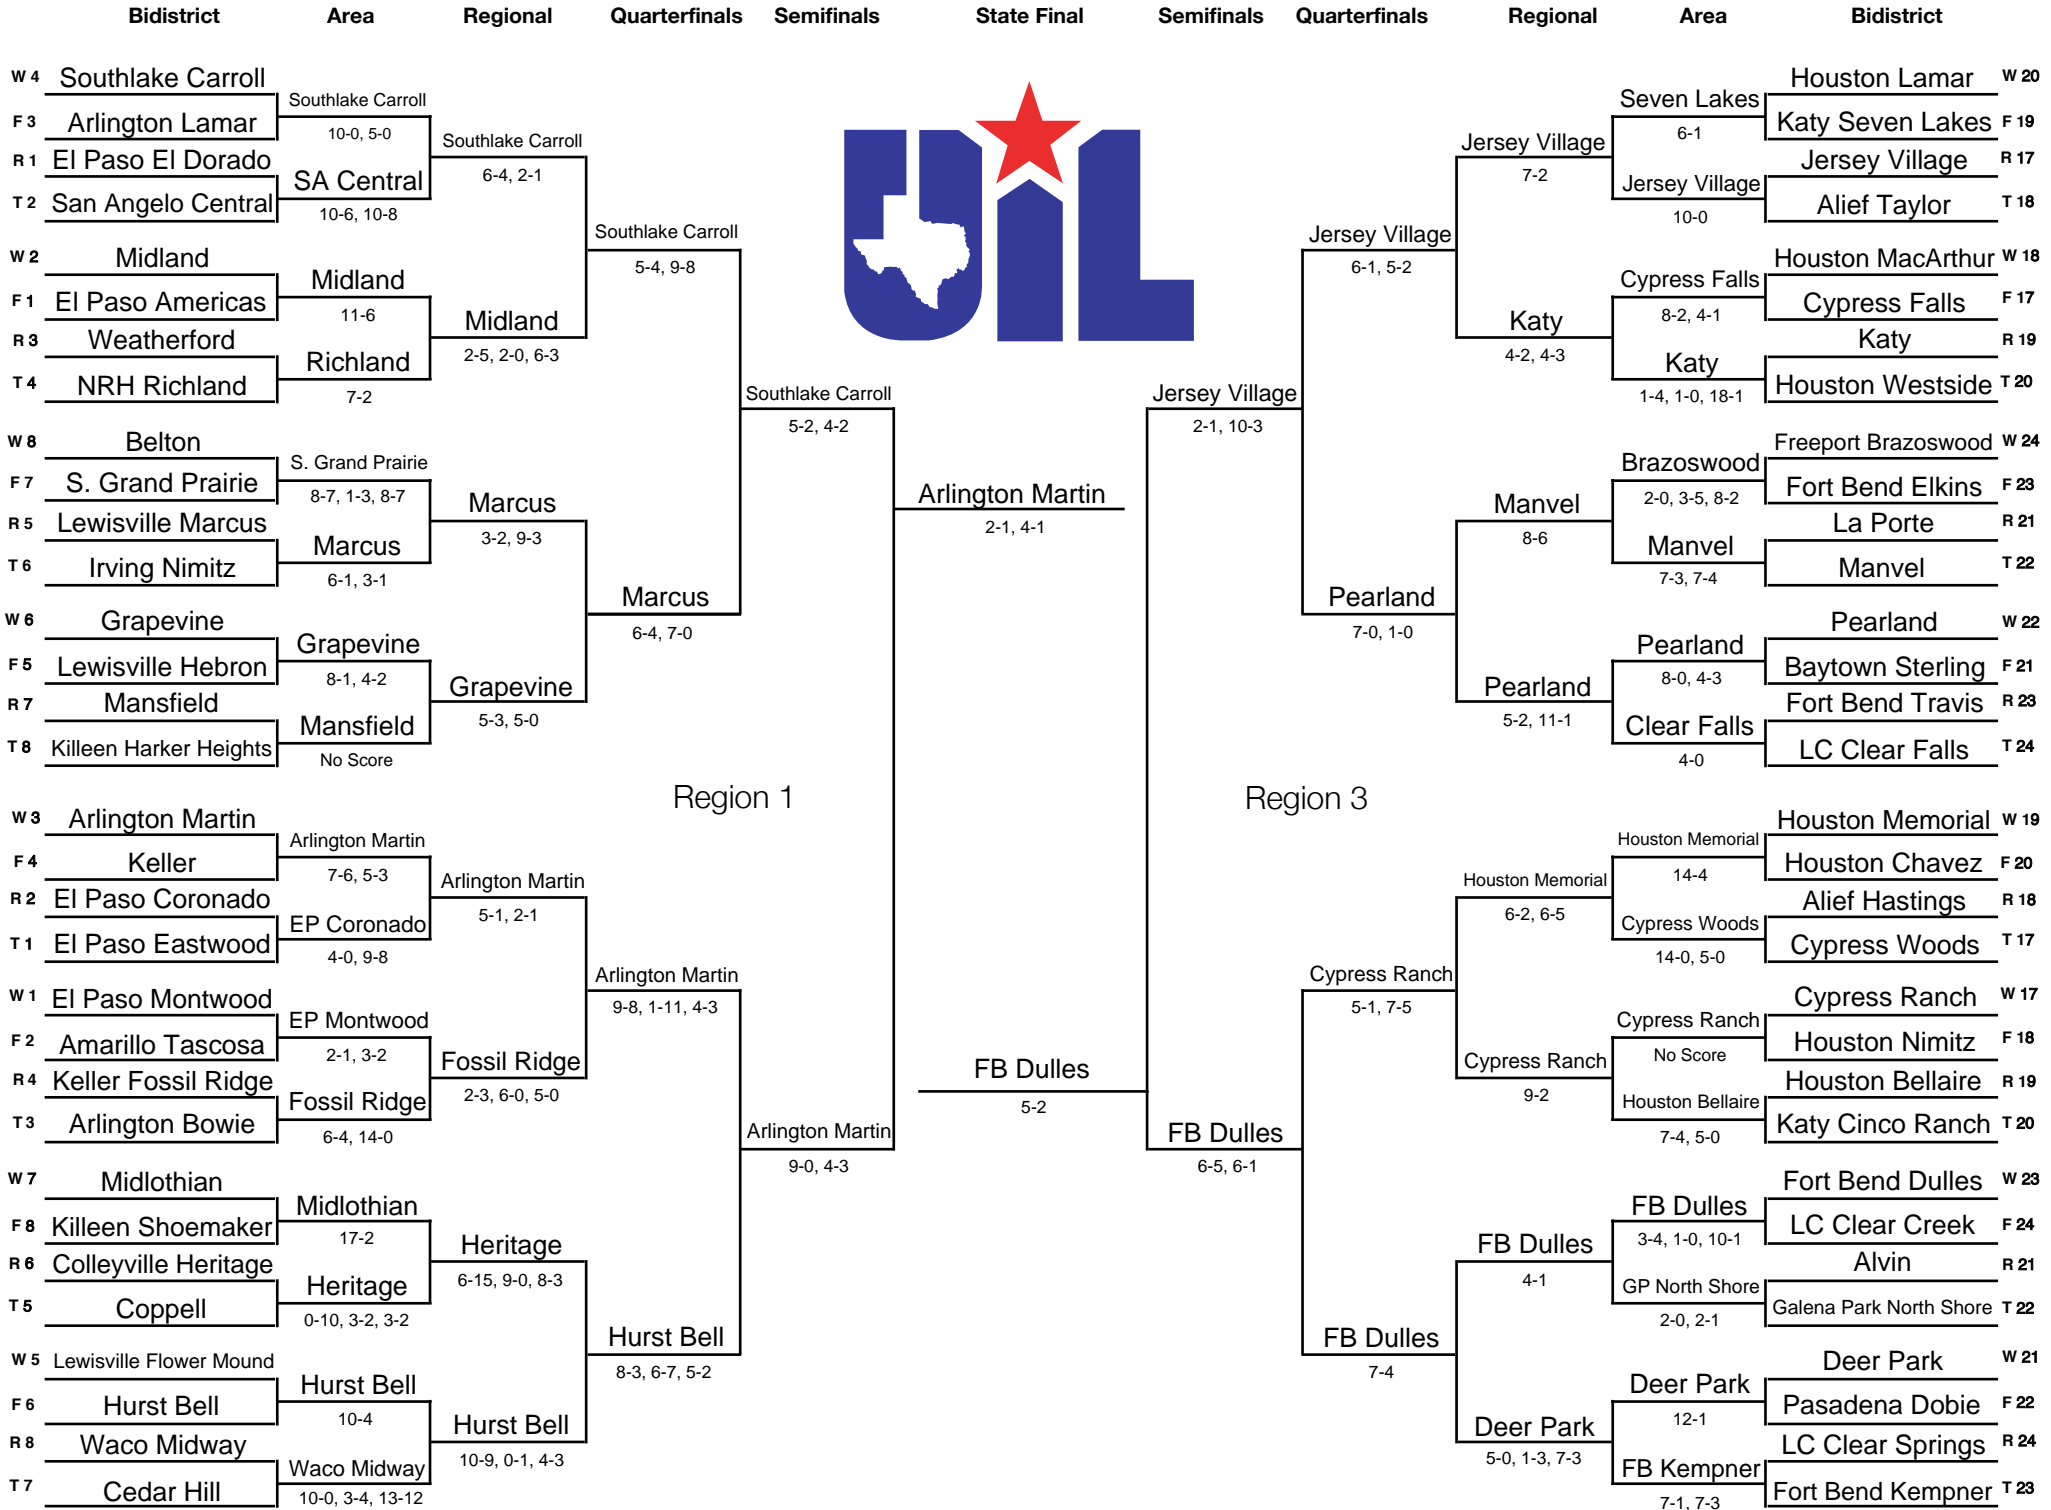 Bidistrict Area Regional Quarterfinals Semifinals State Final Semifinals Quarterfinals Regional Area Bidistrict
W 4 Southlake Carroll
F 3 Arlington Lamar
R 1 El Paso El Dorado
T 2 San Angelo Central
W 2 Midland
F 1 El Paso Americas
R 3 Weatherford
T 4 NRH Richland
W 8 Belton
F 7 S. Grand Prairie
R 5 Lewisville Marcus
T 6 Irving Nimitz
W 6 Grapevine
F 5 Lewisville Hebron
R 7 Mansfield
T 8 Killeen Harker Heights
W 3 Arlington Martin
F 4 Keller
R 2 El Paso Coronado
T 1 El Paso Eastwood
W 1 El Paso Montwood
F 2 Amarillo Tascosa
R 4 Keller Fossil Ridge
T 3 Arlington Bowie
W 7 Midlothian
F 8 Killeen Shoemaker
R 6 Colleyville Heritage
T 5 Coppell
W 5 Lewisville Flower Mound
F 6 Hurst Bell
R 8 Waco Midway
T 7 Cedar Hill
Southlake Carroll
10-0, 5-0
SA Central
10-6, 10-8
Midland
11-6
Richland
7-2
S. Grand Prairie
8-7, 1-3, 8-7
Marcus
6-1, 3-1
Grapevine
8-1, 4-2
Mansfield
No Score
Arlington Martin
7-6, 5-3
EP Coronado
4-0, 9-8
EP Montwood
2-1, 3-2
Fossil Ridge
6-4, 14-0
Midlothian
17-2
Heritage
0-10, 3-2, 3-2
Hurst Bell
10-4
Waco Midway
10-0, 3-4, 13-12
Southlake Carroll
6-4, 2-1
Midland
2-5, 2-0, 6-3
Marcus
3-2, 9-3
Grapevine
5-3, 5-0
Arlington Martin
5-1, 2-1
Fossil Ridge
2-3, 6-0, 5-0
Heritage
6-15, 9-0, 8-3
Hurst Bell
10-9, 0-1, 4-3
Southlake Carroll
5-4, 9-8
Marcus
6-4, 7-0
Region 1
Arlington Martin
9-8, 1-11, 4-3
Hurst Bell
8-3, 6-7, 5-2
Southlake Carroll
5-2, 4-2
Arlington Martin
9-0, 4-3
UIL
Arlington Martin
2-1, 4-1
FB Dulles
5-2
Jersey Village
2-1, 10-3
FB Dulles
6-5, 6-1
Jersey Village
6-1, 5-2
Pearland
7-0, 1-0
Region 3
Cypress Ranch
5-1, 7-5
FB Dulles
7-4
Jersey Village
7-2
Katy
4-2, 4-3
Manvel
8-6
Pearland
5-2, 11-1
Houston Memorial
6-2, 6-5
Cypress Ranch
9-2
FB Dulles
4-1
Deer Park
5-0, 1-3, 7-3
Seven Lakes
6-1
Jersey Village
10-0
Cypress Falls
8-2, 4-1
Katy
1-4, 1-0, 18-1
Brazoswood
2-0, 3-5, 8-2
Manvel
7-3, 7-4
Pearland
8-0, 4-3
Clear Falls
4-0
Houston Memorial
14-4
Cypress Woods
14-0, 5-0
Cypress Ranch
No Score
Houston Bellaire
7-4, 5-0
FB Dulles
3-4, 1-0, 10-1
GP North Shore
2-0, 2-1
Deer Park
12-1
FB Kempner
7-1, 7-3
Houston Lamar W 20
Katy Seven Lakes F 19
Jersey Village R 17
Alief Taylor T 18
Houston MacArthur W 18
Cypress Falls F 17
Katy R 19
Houston Westside T 20
Freeport Brazoswood W 24
Fort Bend Elkins F 23
La Porte R 21
Manvel T 22
Pearland W 22
Baytown Sterling F 21
Fort Bend Travis R 23
LC Clear Falls T 24
Houston Memorial W 19
Houston Chavez F 20
Alief Hastings R 18
Cypress Woods T 17
Cypress Ranch W 17
Houston Nimitz F 18
Houston Bellaire R 19
Katy Cinco Ranch T 20
Fort Bend Dulles W 23
LC Clear Creek F 24
Alvin R 21
Galena Park North Shore T 22
Deer Park W 21
Pasadena Dobie F 22
LC Clear Springs R 24
Fort Bend Kempner T 23